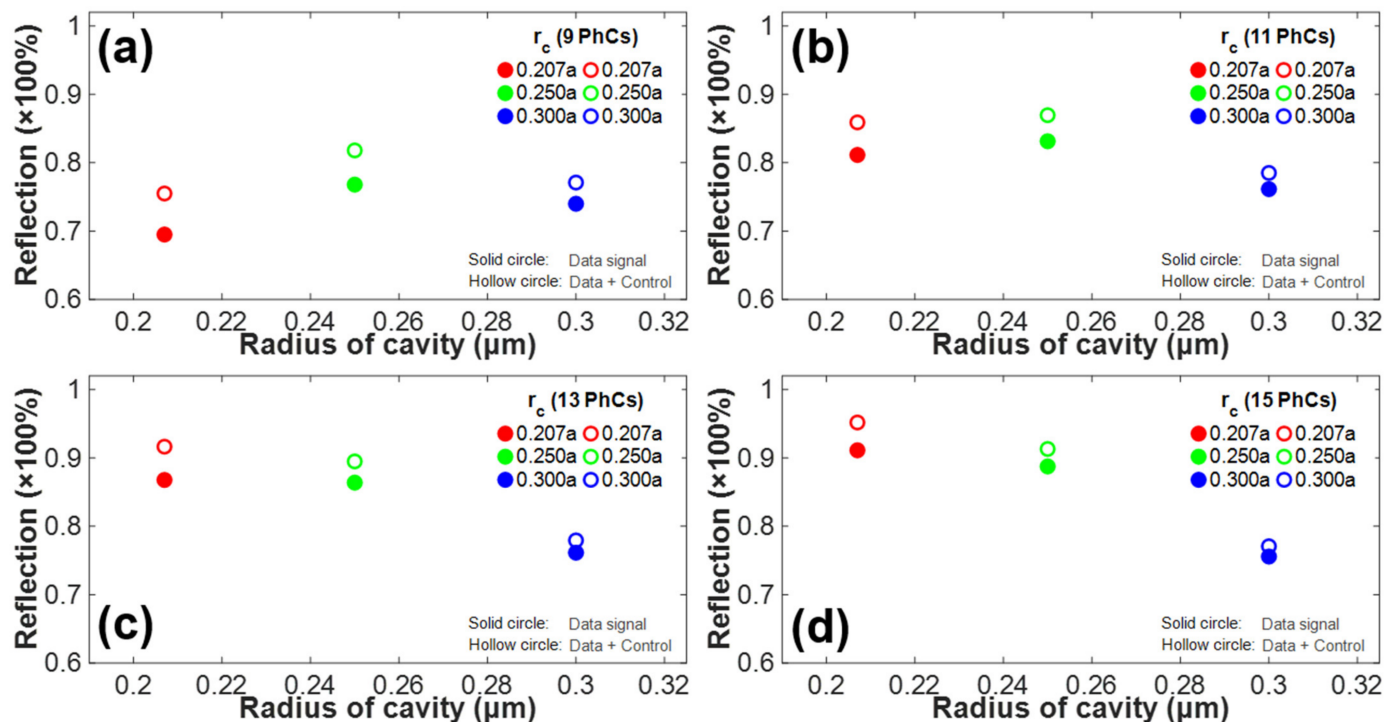 (a)
r_c (9 PhCs)
0.207a 0.207a
0.250a 0.250a
0.300a 0.300a
Solid circle: Data signal
Hollow circle: Data + Control
1
0.9
0.8
0.7
0.6
Reflection (×100%)
0.2 0.22 0.24 0.26 0.28 0.3 0.32
Radius of cavity (μm)
(b)
r_c (11 PhCs)
0.207a 0.207a
0.250a 0.250a
0.300a 0.300a
Solid circle: Data signal
Hollow circle: Data + Control
1
0.9
0.8
0.7
0.6
Reflection (×100%)
0.2 0.22 0.24 0.26 0.28 0.3 0.32
Radius of cavity (μm)
(c)
r_c (13 PhCs)
0.207a 0.207a
0.250a 0.250a
0.300a 0.300a
Solid circle: Data signal
Hollow circle: Data + Control
1
0.9
0.8
0.7
0.6
Reflection (×100%)
0.2 0.22 0.24 0.26 0.28 0.3 0.32
Radius of cavity (μm)
(d)
r_c (15 PhCs)
0.207a 0.207a
0.250a 0.250a
0.300a 0.300a
Solid circle: Data signal
Hollow circle: Data + Control
1
0.9
0.8
0.7
0.6
Reflection (×100%)
0.2 0.22 0.24 0.26 0.28 0.3 0.32
Radius of cavity (μm)